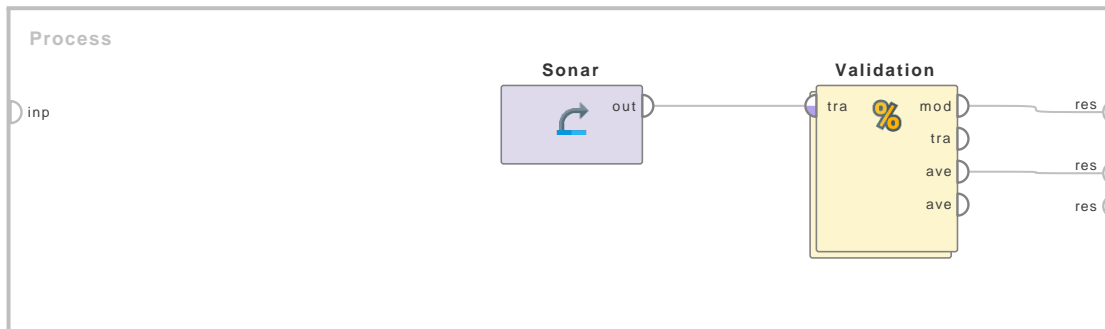 Process
Sonar
Validation
inp
out
tra
%
mod
tra
ave
ave
res
res
res